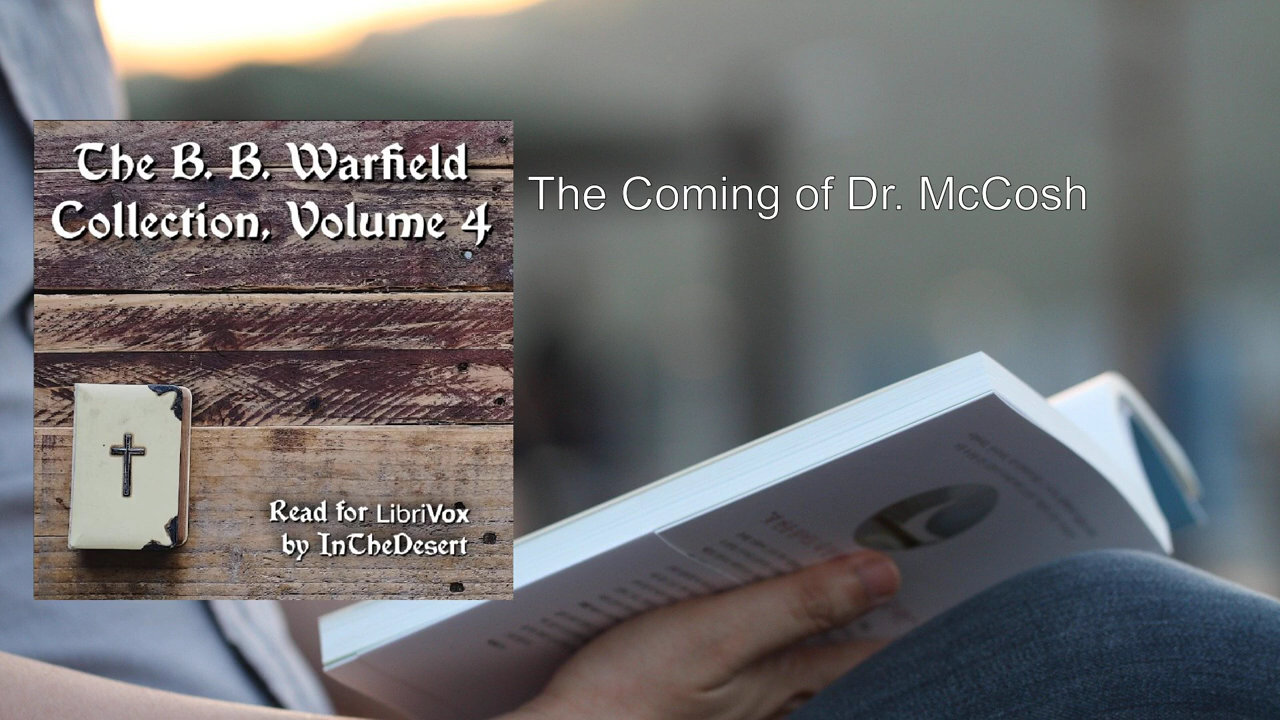 The B. B. Warfield
Collection, Volume 4
Read for LibriVox
by InTheDesert
The Coming of Dr. McCosh